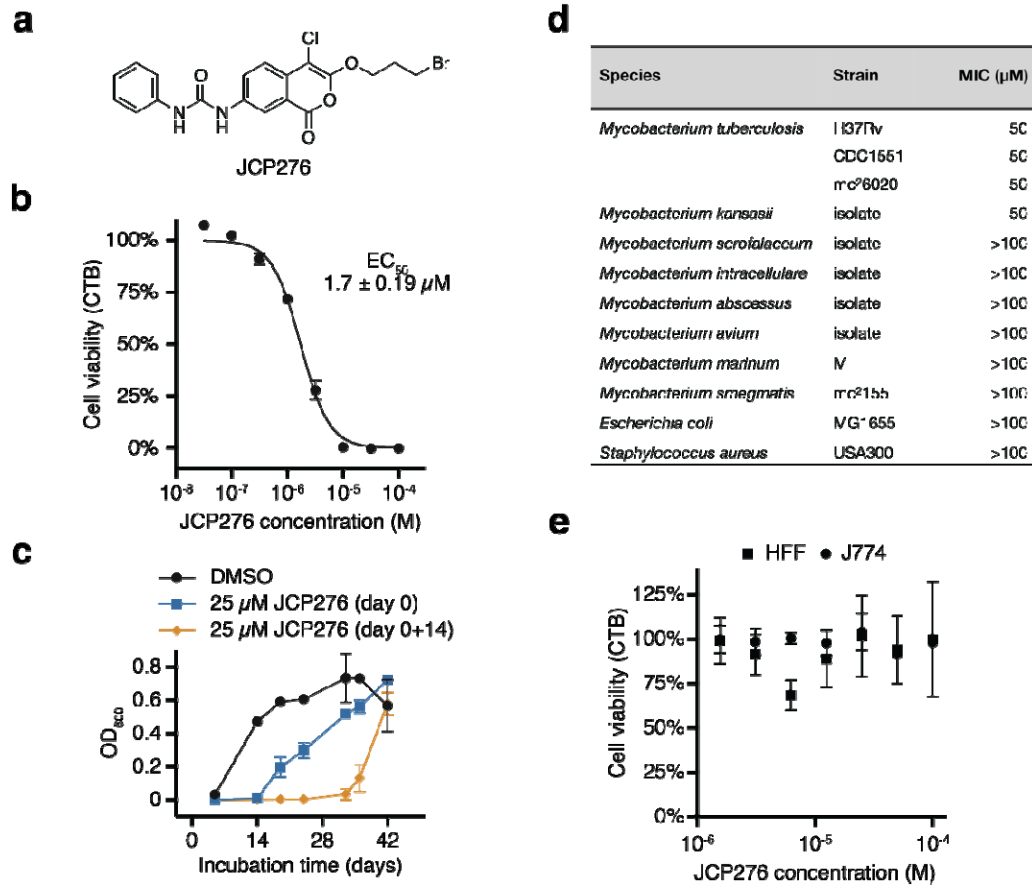 a
Cl
O
O
Br
N
H
N
H
O
O
JCP276
b
Cell viability (CTB)
100%
75%
50%
25%
0%
EC₅₀
1.7 ± 0.19 µM
10⁻⁸
10⁻⁷
10⁻⁶
10⁻⁵
10⁻⁴
JCP276 concentration (M)
c
DMSO
25 µM JCP276 (day 0)
25 µM JCP276 (day 0+14)
OD₆₀₀
0.8
0.6
0.4
0.2
0
0
14
28
42
Incubation time (days)
d
Species Strain MIC (µM)
Mycobacterium tuberculosis H37Rv 50
CDC1551 50
mc²6020 50
Mycobacterium kansasii isolate 50
Mycobacterium scrofulaceum isolate >100
Mycobacterium intracellulare isolate >100
Mycobacterium abscessus isolate >100
Mycobacterium avium isolate >100
Mycobacterium marinum M >100
Mycobacterium smegmatis mc²155 >100
Escherichia coli MG1655 >100
Staphylococcus aureus USA300 >100
e
HFF J774
Cell viability (CTB)
125%
100%
75%
50%
25%
0%
10⁻⁶
10⁻⁵
10⁻⁴
JCP276 concentration (M)